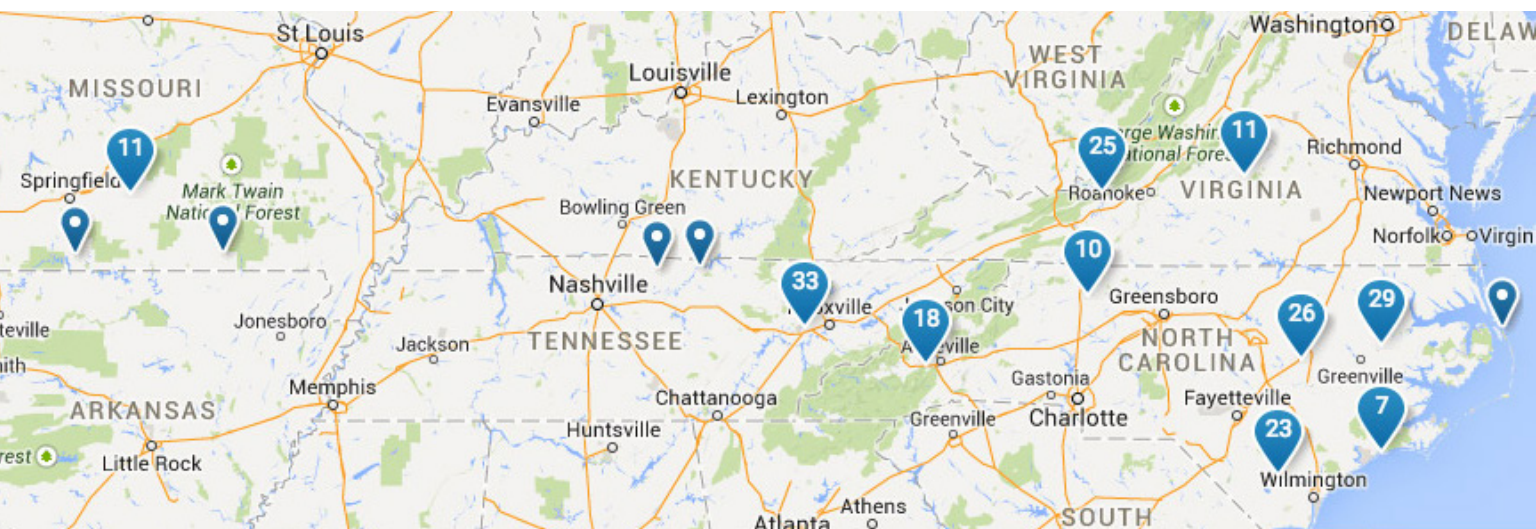 Washington
DELAW
St Louis
WEST
VIRGINIA
Louisville
MISSOURI
Evansville
Lexington
11
25
11
Richmond
Springfield
Mark Twain
National Forest
KENTUCKY
Roanoke
VIRGINIA
Newport News
Bowling Green
Norfolk
Virgin
10
Nashville
33
Greensboro
29
26
18
Jonesboro
TENNESSEE
Jackson
NORTH
CAROLINA
Gastonia
Greenville
Memphis
Chattanooga
Fayetteville
7
ARKANSAS
Greenville
Charlotte
Huntsville
23
Little Rock
Wilmington
Athens
SOUTH
Atlanta